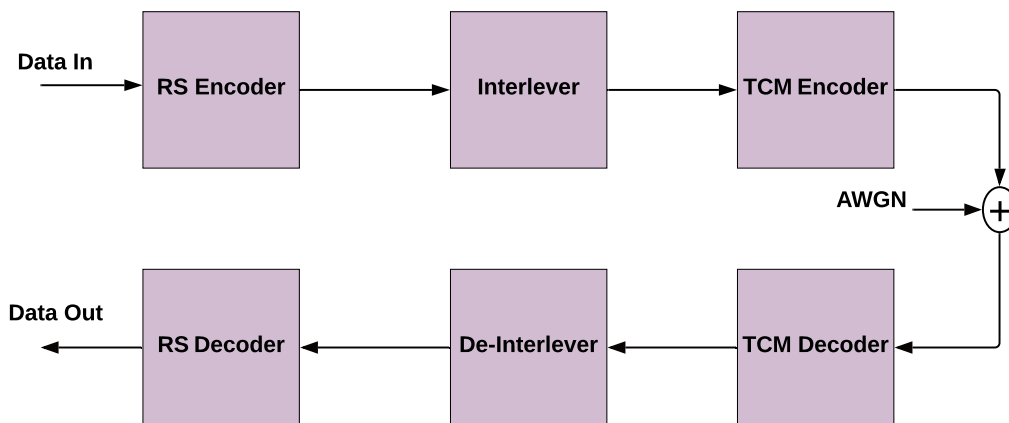 Data In
RS Encoder
Interlever
TCM Encoder
AWGN
+
Data Out
RS Decoder
De-Interlever
TCM Decoder